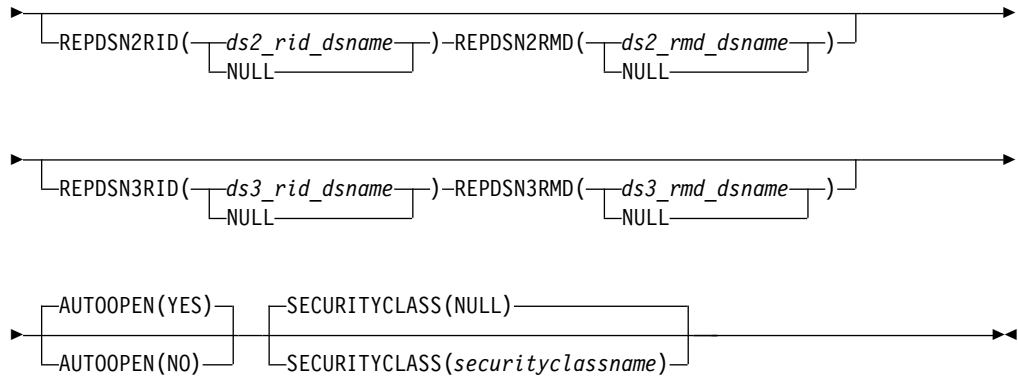 REPDSN2RID(ds2_rid_dsname)REPDSN2RMD(ds2_rmd_dsname)
NULL NULL
REPDSN3RID(ds3_rid_dsname)REPDSN3RMD(ds3_rmd_dsname)
NULL NULL
AUTOOPEN(YES) SECURITYCLASS(NULL)
AUTOOPEN(NO) SECURITYCLASS(securityclassname)